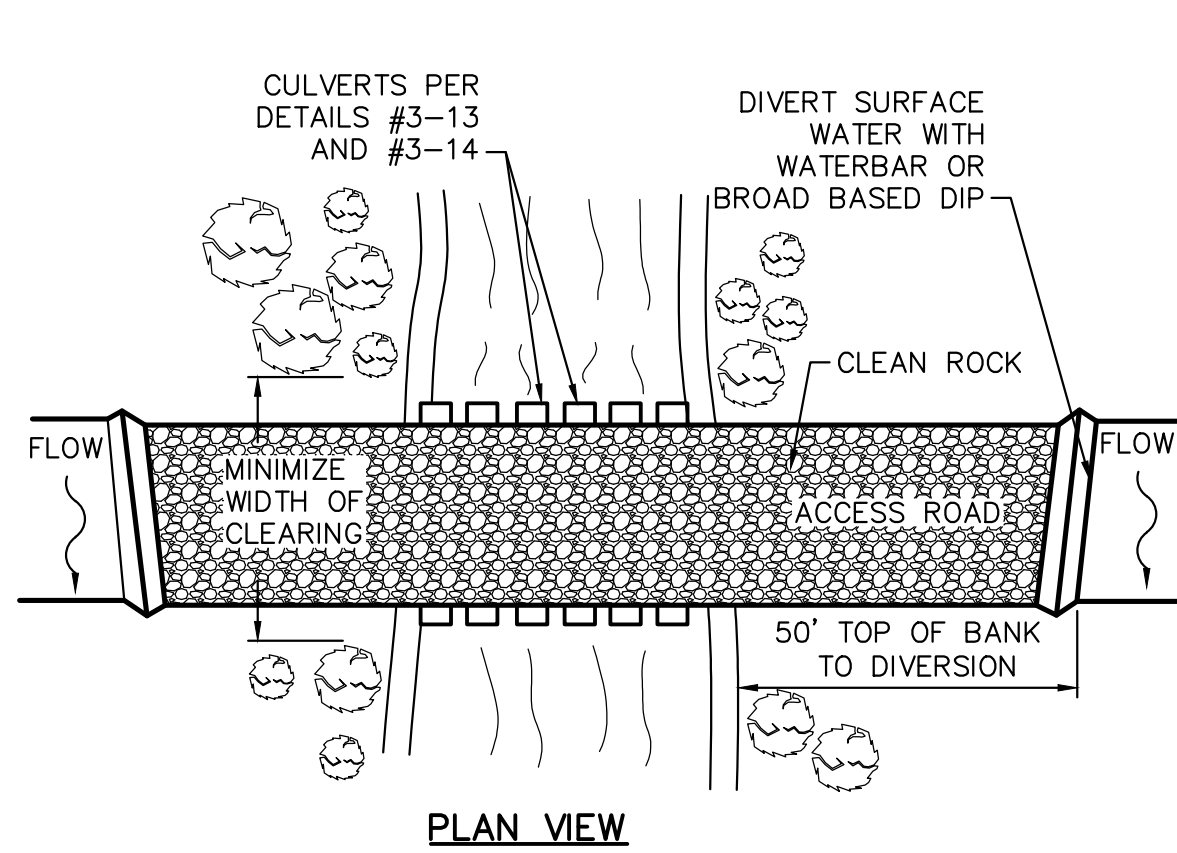 CULVERTS PER
DETAILS #3-13
AND #3-14
DIVERT SURFACE
WATER WITH
WATERBAR OR
BROAD BASED DIP
CLEAN ROCK
FLOW
MINIMIZE
WIDTH OF
CLEARING
ACCESS ROAD
FLOW
50' TOP OF BANK
TO DIVERSION
PLAN VIEW